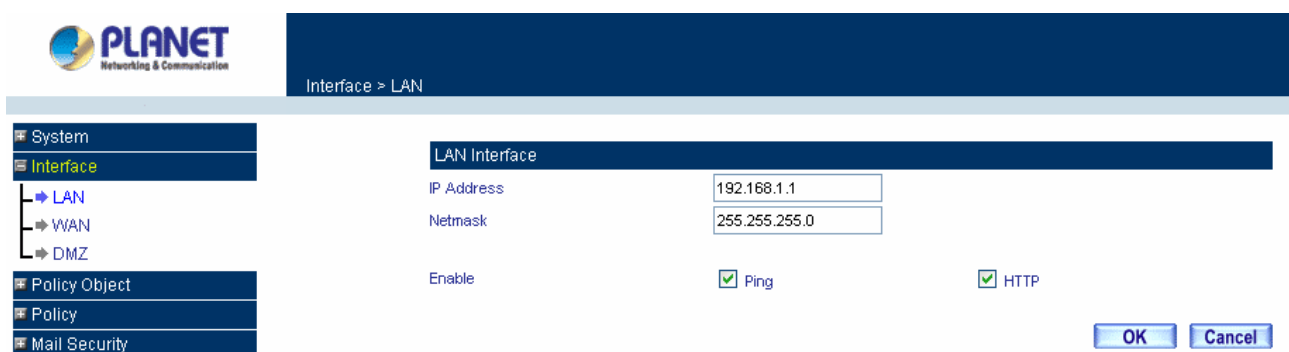 PLANET
Networking & Communication
Interface > LAN
System
Interface
LAN
WAN
DMZ
Policy Object
Policy
Mail Security
LAN Interface
IP Address 192.168.1.1
Netmask 255.255.255.0
Enable Ping HTTP
OK Cancel